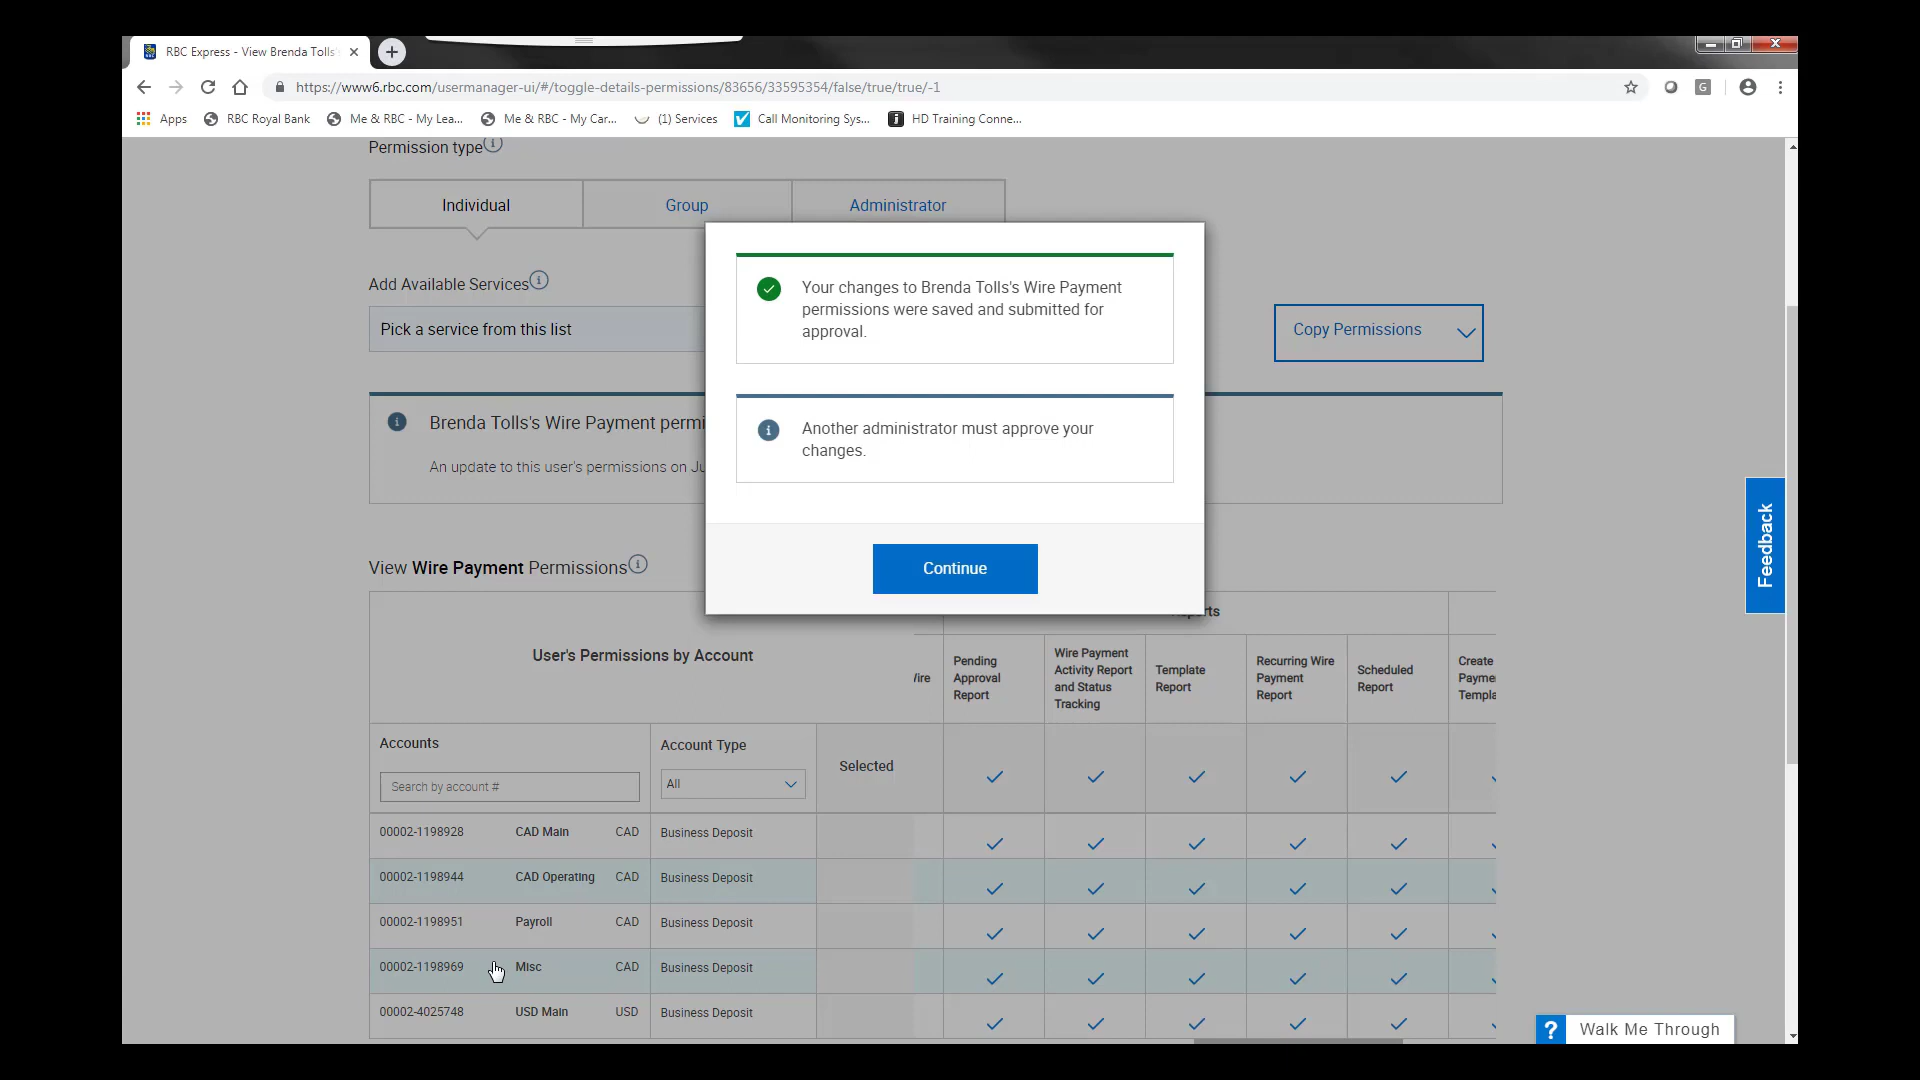 RBC Express - View Brenda Tolls'
https://www6.rbc.com/usermanager-ui/#/toggle-details-permissions/83656/33595354/false/true/true/-1
G
Apps
RBC Royal Bank
Me & RBC - My Lea...
Me & RBC - My Car...
(1) Services
Call Monitoring Sys...
HD Training Conne...
Permission type
Individual
Group
Administrator
Add Available Services
Pick a service from this list
Copy Permissions
Your changes to Brenda Tolls's Wire Payment
permissions were saved and submitted for
approval.
Another administrator must approve your
changes.
Continue
Brenda Tolls's Wire Payment permi
An update to this user's permissions on Ju
Feedback
View Wire Payment Permissions
User's Permissions by Account
Pending
Approval
Report
Wire Payment
Activity Report
and Status
Tracking
Template
Report
Recurring Wire
Payment
Report
Scheduled
Report
Create
Accounts
Search by account #
Account Type
All
Selected
00002-1198928 CAD Main CAD Business Deposit
00002-1198944 CAD Operating CAD Business Deposit
00002-1198951 Payroll CAD Business Deposit
00002-1198969 Misc CAD Business Deposit
00002-4025748 USD Main USD Business Deposit
? Walk Me Through